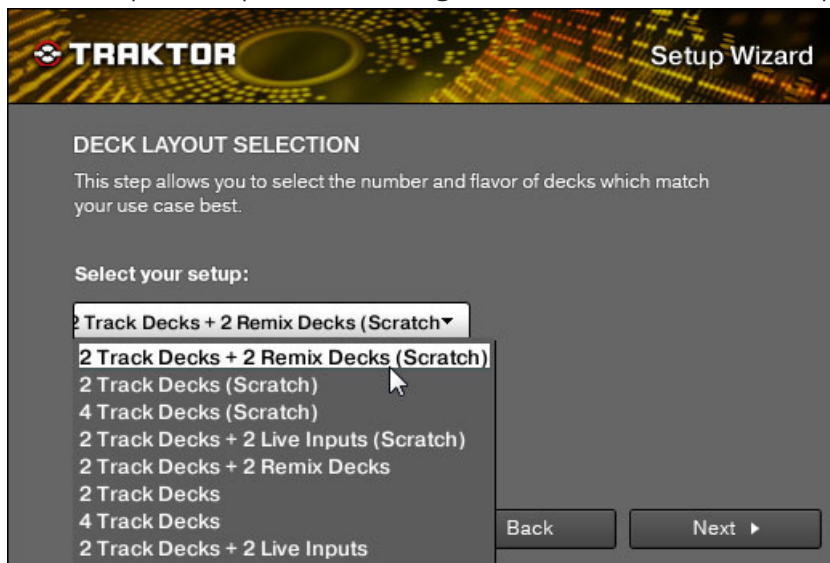 TRAKTOR
Setup Wizard
DECK LAYOUT SELECTION
This step allows you to select the number and flavor of decks which match
your use case best.
Select your setup:
2 Track Decks + 2 Remix Decks (Scratch
2 Track Decks + 2 Remix Decks (Scratch)
2 Track Decks (Scratch)
4 Track Decks (Scratch)
2 Track Decks + 2 Live Inputs (Scratch)
2 Track Decks + 2 Remix Decks
2 Track Decks
4 Track Decks
2 Track Decks + 2 Live Inputs
Back
Next